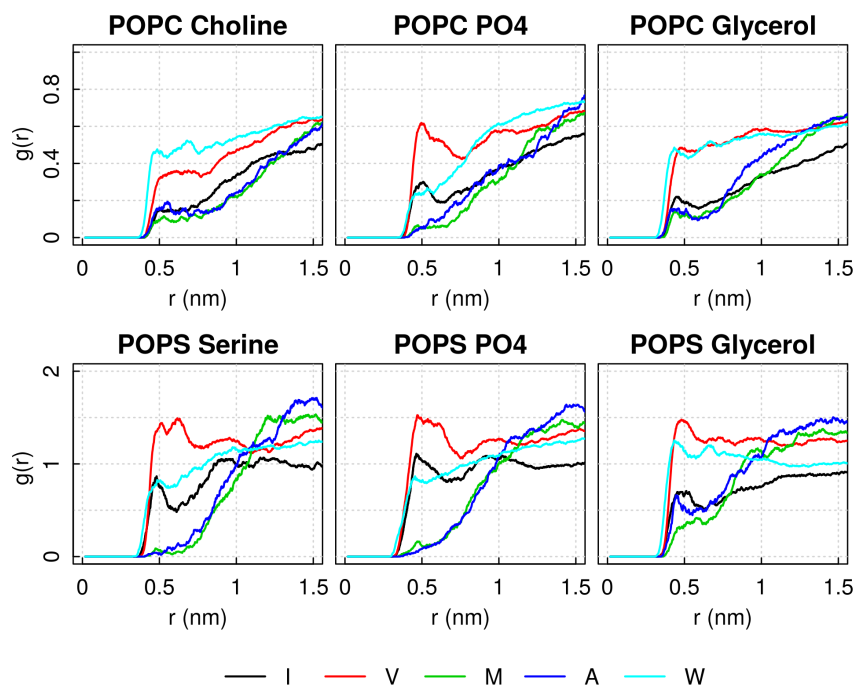 POPC Choline POPC PO4 POPC Glycerol
0.8
0.4
0
g(r)
0 0.5 1 1.5 0 0.5 1 1.5 0 0.5 1 1.5
r (nm) r (nm) r (nm)
POPS Serine POPS PO4 POPS Glycerol
2
1
0
g(r)
0 0.5 1 1.5 0 0.5 1 1.5 0 0.5 1 1.5
r (nm) r (nm) r (nm)
I V M A W